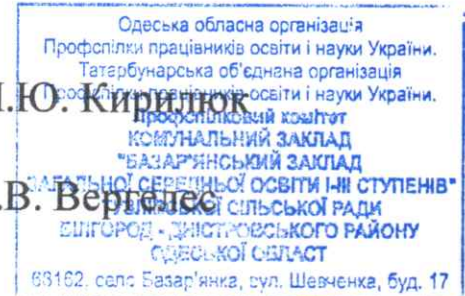 Одеська обласна організація
Профспілки працівників освіти і науки України.
Татарбунарська об'єднана організація
Профспілки працівників освіти і науки України.
.Ю. Кирилюк
Профспілковий комітет
КОМУНАЛЬНИЙ ЗАКЛАД
"БАЗАР'ЯНСЬКИЙ ЗАКЛАД
ЗАГАЛЬНОЇ СЕРЕДНЬОЇ ОСВІТИ І-ІІІ СТУПЕНІВ"
.В. Вергелес
СІЛЬСЬКОЇ РАДИ
БІЛГОРОД - ДНІСТРОВСЬКОГО РАЙОНУ
ОДЕСЬКОЇ ОБЛАСТ
68162, село Базар'янка, вул. Шевченка, буд. 17